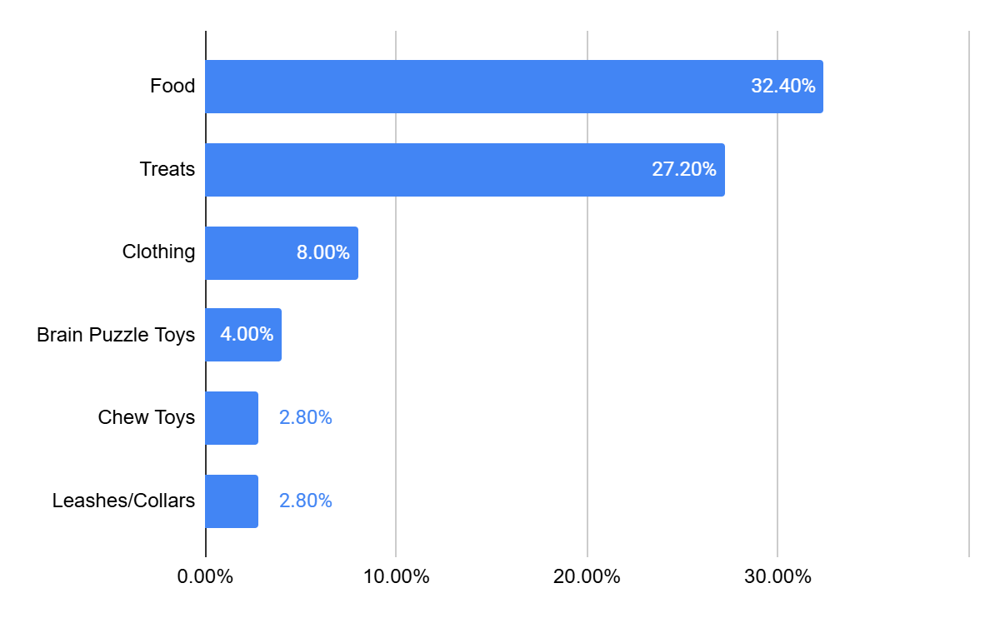 Food 32.40%
Treats 27.20%
Clothing 8.00%
Brain Puzzle Toys 4.00%
Chew Toys 2.80%
Leashes/Collars 2.80%
0.00% 10.00% 20.00% 30.00%